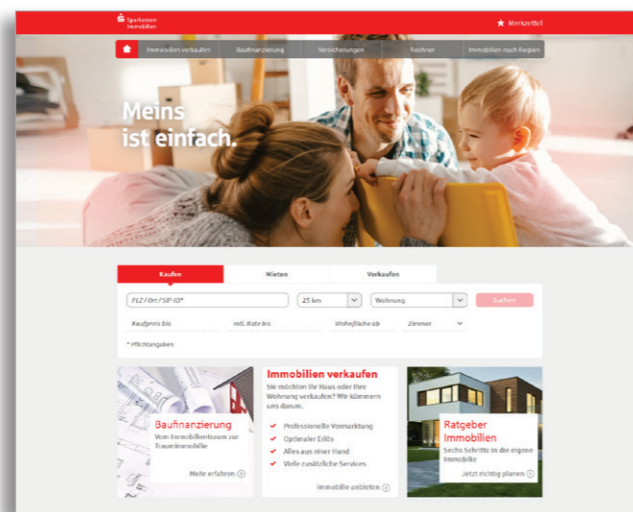 Sparkassen
Immobilien
Merkzettel
Immobilien verkaufen Baufinanzierung Versicherungen Rechner Immobilien nach Region
Meins
ist einfach.
Kaufen Mieten Verkaufen
PLZ / Ort / SIP-ID* 25 km Wohnung Suchen
Kaufpreis bis mtl. Rate bis Wohnfläche ab Zimmer
* Pflichtangaben
Baufinanzierung
Vom Immobilientraum zur
Traumimmobilie
Mehr erfahren
Immobilien verkaufen
Sie möchten Ihr Haus oder Ihre
Wohnung verkaufen? Wir kümmern
uns darum.
Professionelle Vermarktung
Optimaler Erlös
Alles aus einer Hand
Viele zusätzliche Services
Immobilie anbieten
Ratgeber
Immobilien
Sechs Schritte in die eigene
Immobilie
Jetzt richtig planen